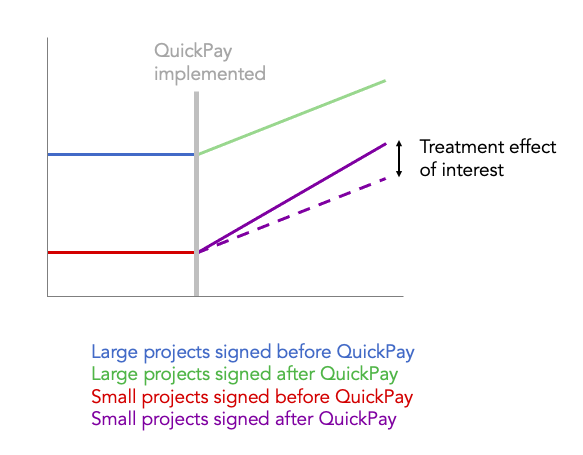 QuickPay
implemented
Treatment effect
of interest
Large projects signed before QuickPay
Large projects signed after QuickPay
Small projects signed before QuickPay
Small projects signed after QuickPay